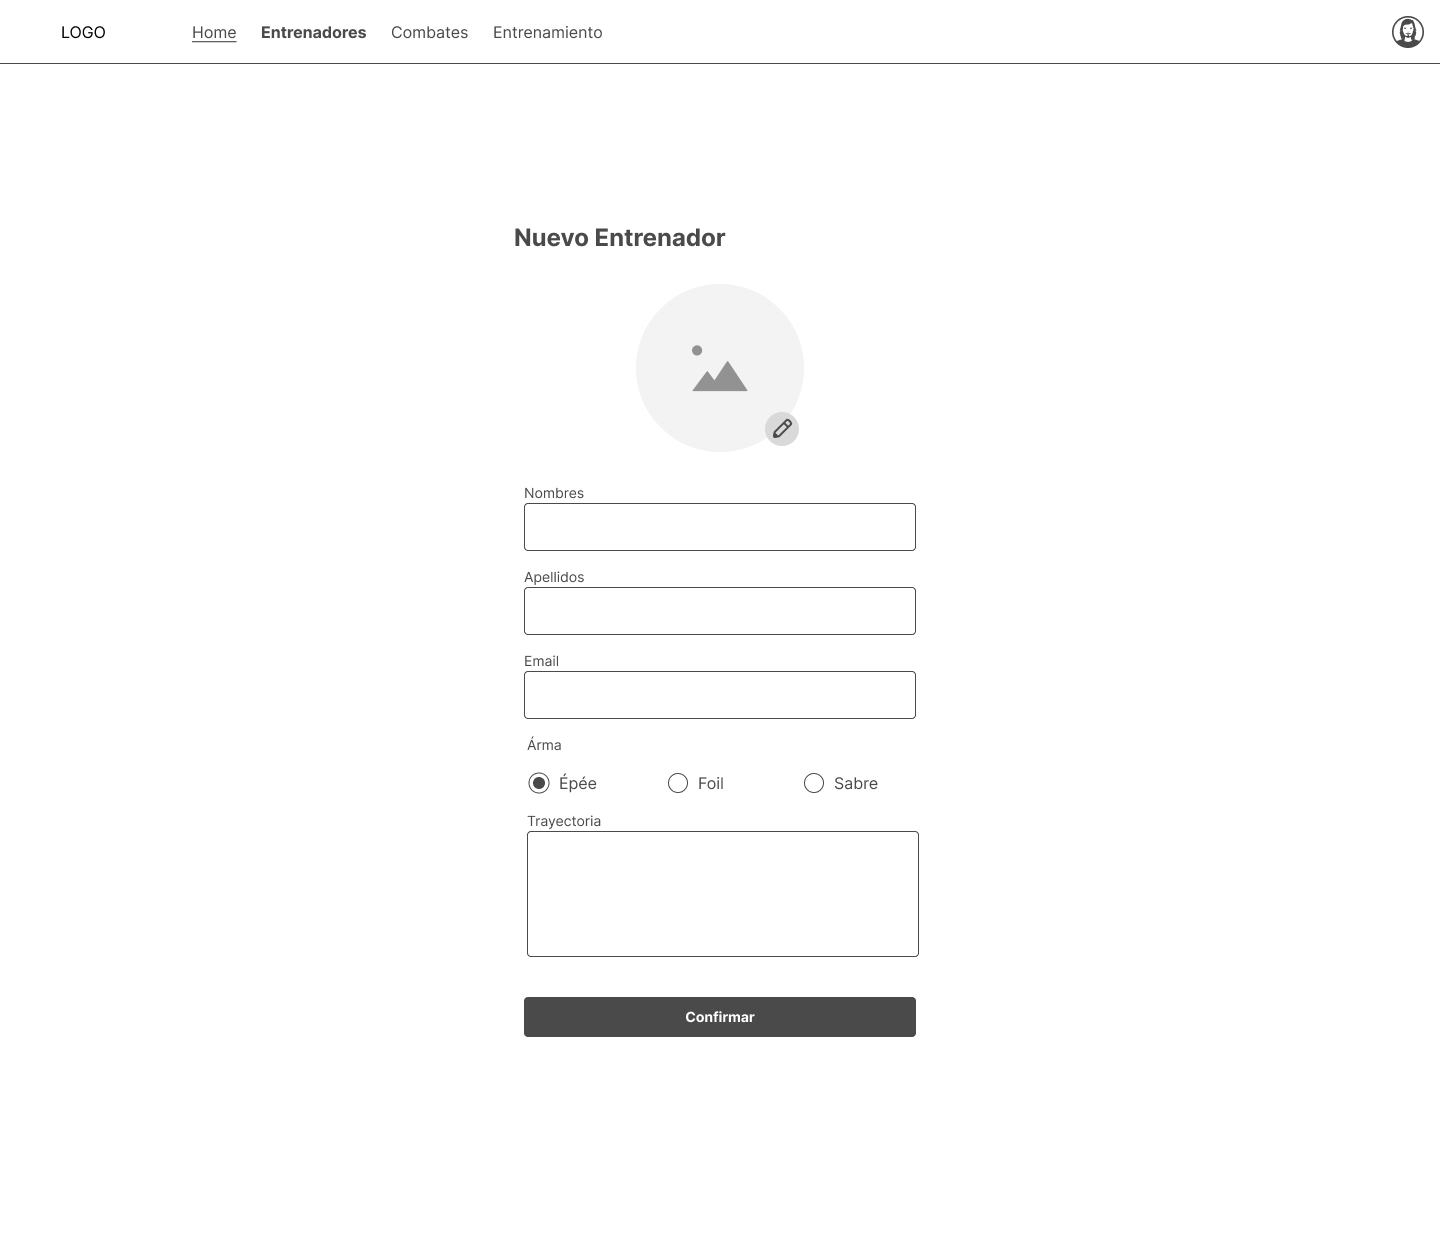 LOGO Home Entrenadores Combates Entrenamiento
Nuevo Entrenador
Nombres
Apellidos
Email
Árma
Épée Foil Sabre
Trayectoria
Confirmar